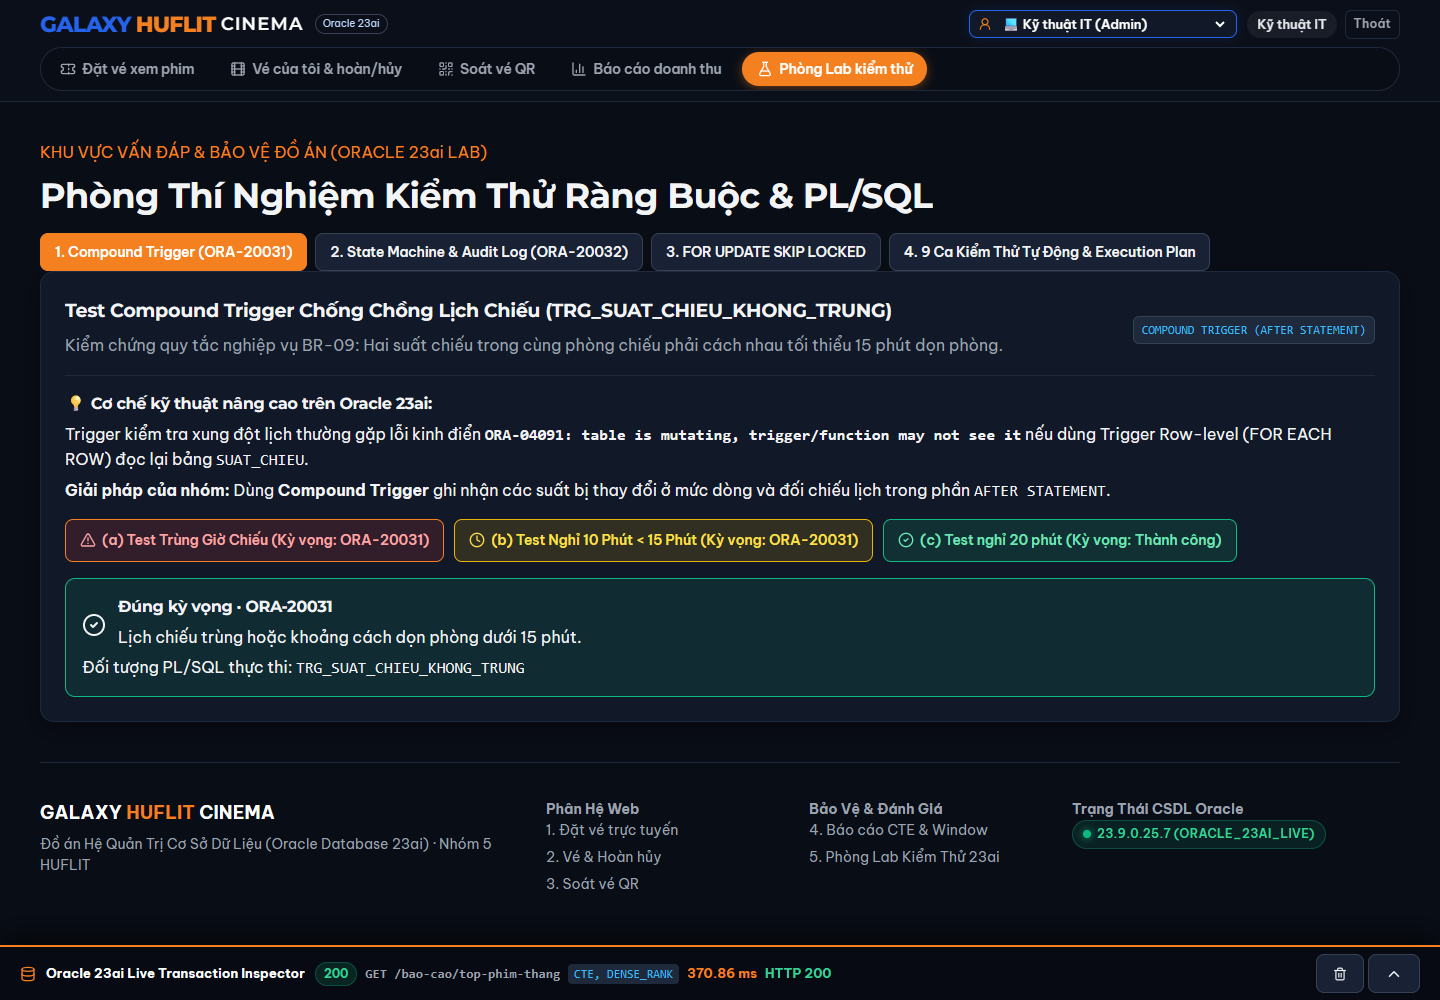 GALAXY HUFLIT CINEMA Oracle 23ai
Kỹ thuật IT (Admin) Kỹ thuật IT Thoát
Đặt vé xem phim Vé của tôi & hoàn/hủy Soát vé QR Báo cáo doanh thu Phòng Lab kiểm thử
KHU VỰC VẤN ĐÁP & BẢO VỆ ĐỒ ÁN (ORACLE 23ai LAB)
Phòng Thí Nghiệm Kiểm Thử Ràng Buộc & PL/SQL
1. Compound Trigger (ORA-20031) 2. State Machine & Audit Log (ORA-20032) 3. FOR UPDATE SKIP LOCKED 4. 9 Ca Kiểm Thử Tự Động & Execution Plan
Test Compound Trigger Chống Chồng Lịch Chiếu (TRG_SUAT_CHIEU_KHONG_TRUNG)
Kiểm chứng quy tắc nghiệp vụ BR-09: Hai suất chiếu trong cùng phòng chiếu phải cách nhau tối thiểu 15 phút dọn phòng.
COMPOUND TRIGGER (AFTER STATEMENT)
Cơ chế kỹ thuật nâng cao trên Oracle 23ai:
Trigger kiểm tra xung đột lịch thường gặp lỗi kinh điển ORA-04091: table is mutating, trigger/function may not see it nếu dùng Trigger Row-level (FOR EACH
ROW) đọc lại bảng SUAT_CHIEU.
Giải pháp của nhóm: Dùng Compound Trigger ghi nhận các suất bị thay đổi ở mức dòng và đối chiếu lịch trong phần AFTER STATEMENT.
(a) Test Trùng Giờ Chiếu (Kỳ vọng: ORA-20031) (b) Test Nghỉ 10 Phút < 15 Phút (Kỳ vọng: ORA-20031) (c) Test nghỉ 20 phút (Kỳ vọng: Thành công)
Đúng kỳ vọng · ORA-20031
Lịch chiếu trùng hoặc khoảng cách dọn phòng dưới 15 phút.
Đối tượng PL/SQL thực thi: TRG_SUAT_CHIEU_KHONG_TRUNG
GALAXY HUFLIT CINEMA
Đồ án Hệ Quản Trị Cơ Sở Dữ Liệu (Oracle Database 23ai) · Nhóm 5
HUFLIT
Phân Hệ Web
1. Đặt vé trực tuyến
2. Vé & Hoàn hủy
3. Soát vé QR
Bảo Vệ & Đánh Giá
4. Báo cáo CTE & Window
5. Phòng Lab Kiểm Thử 23ai
Trạng Thái CSDL Oracle
23.9.0.25.7 (ORACLE_23AI_LIVE)
Oracle 23ai Live Transaction Inspector 200 GET /bao-cao/top-phim-thang CTE, DENSE_RANK 370.86 ms HTTP 200